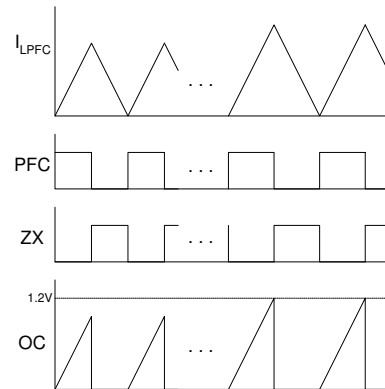 I_LPFC
. . .
PFC
. . .
ZX
. . .
1.2V
OC
. . .